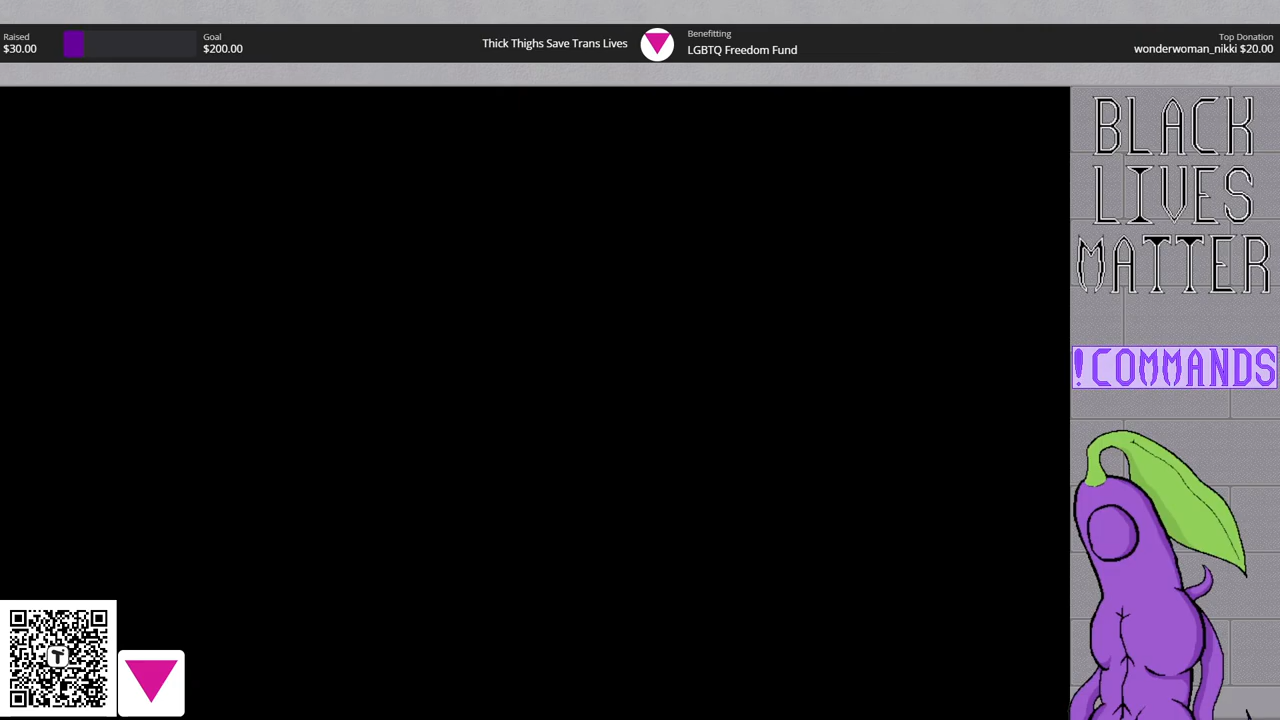 Raised
$30.00
Goal
$200.00
Thick Thighs Save Trans Lives
Benefitting
LGBTQ Freedom Fund
Top Donation
wonderwoman_nikki $20.00
BLACK
LIVES
MATTER
!COMMANDS
T